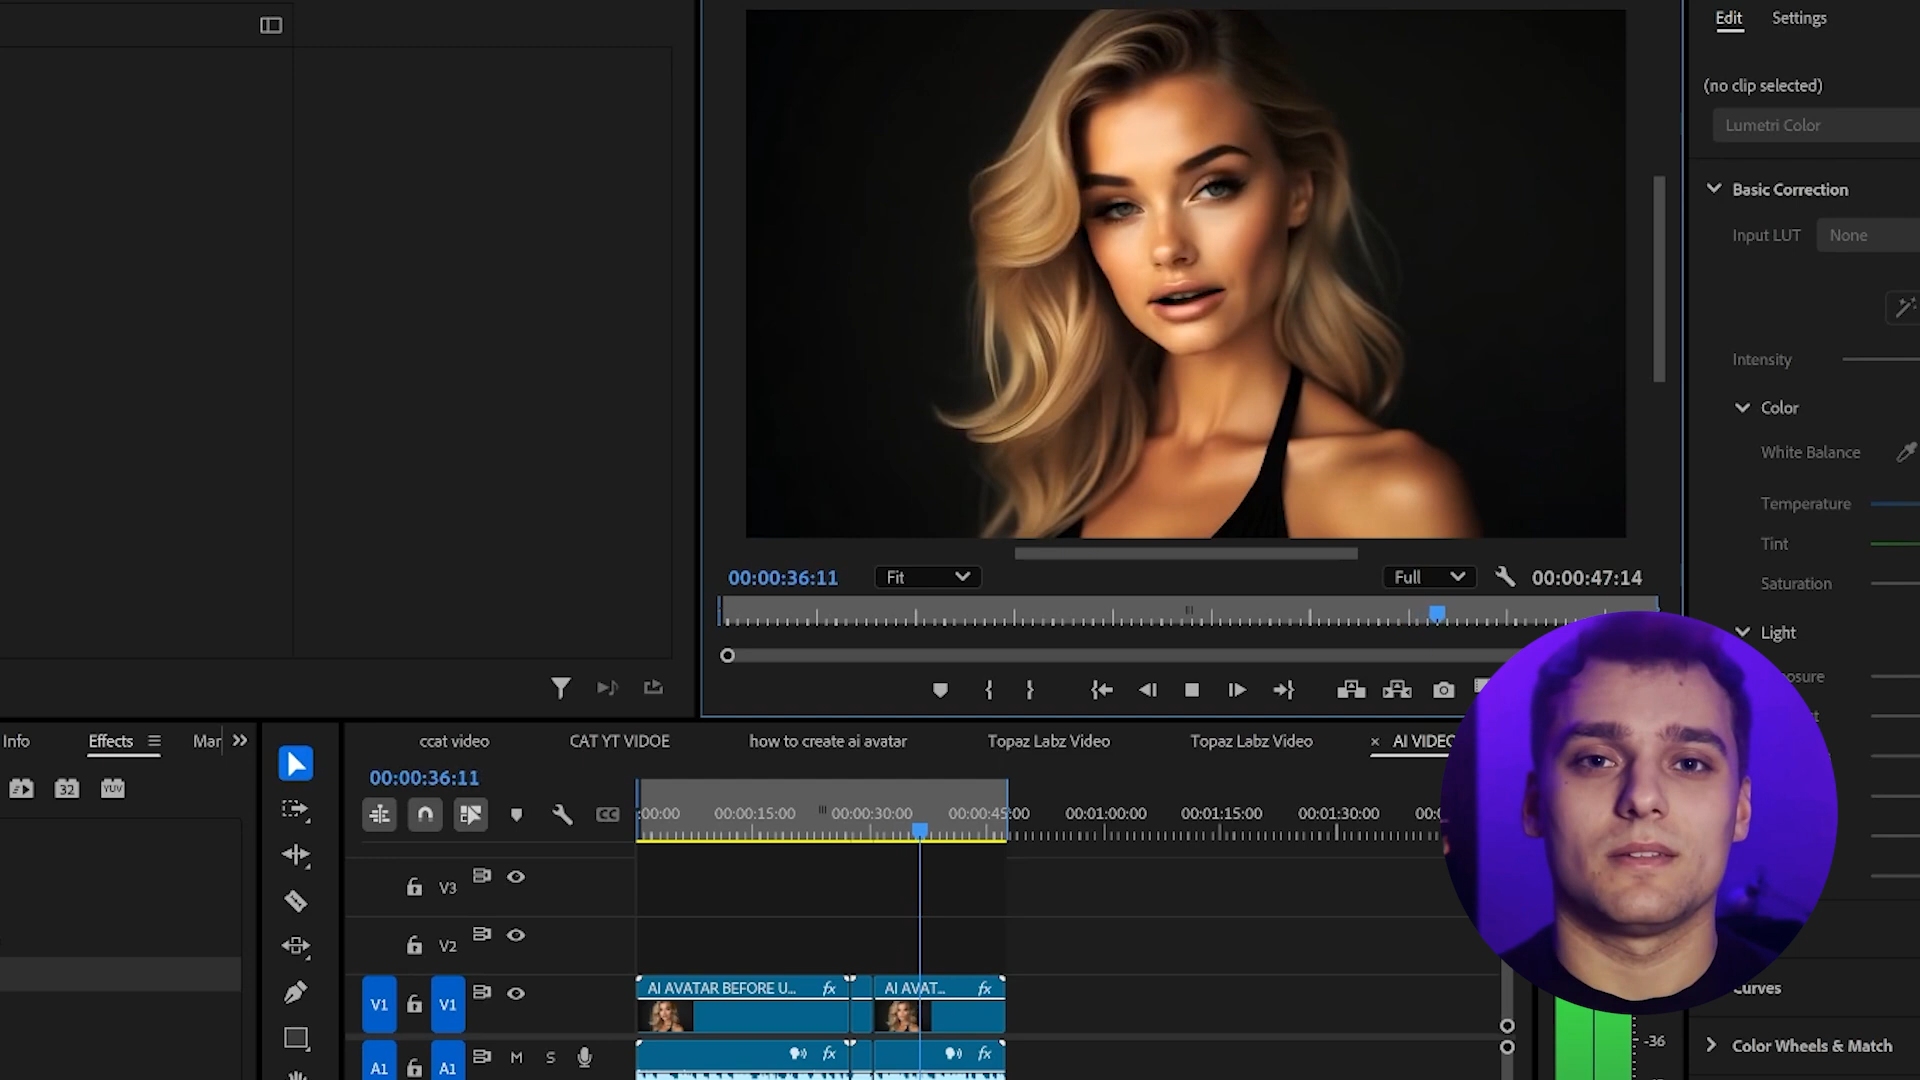 Edit Settings
(no clip selected)
Lumetri Color
Basic Correction
Input LUT None
Intensity
Color
White Balance
Temperature
Tint
Saturation
Light
00:00:36:11 Fit Full 00:00:47:14
Info Effects Mar
32 YUV
ccat video CAT YT VIDOE how to create ai avatar Topaz Labz Video Topaz Labz Video × AI VIDEO
00:00:36:11
:00:00 00:00:15:00 00:00:30:00 00:00:45:00 00:01:00:00 00:01:15:00 00:01:30:00 00:0
CC
V3
V2
V1 V1
AI AVATAR BEFORE U... fx AI AVAT... fx
A1 A1 M S fx fx
-36
Curves
Color Wheels & Match